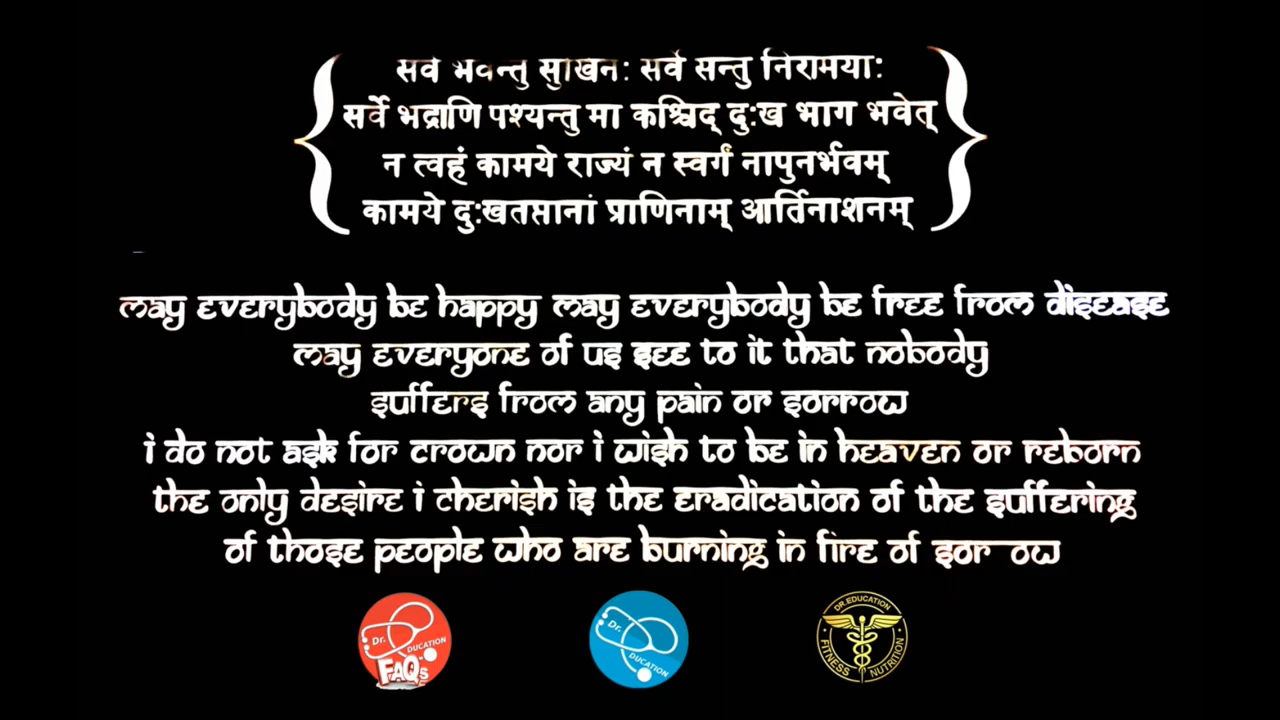 सर्वे भवन्तु सुखिन: सर्वे सन्तु निरामया:
सर्वे भद्राणि पश्यन्तु मा कश्चिद् दु:ख भाग भवेत्
न त्वहं कामये राज्यं न स्वर्गं नापुनर्भवम्
कामये दु:खतप्तानां प्राणिनाम् आर्तिनाशनम्
may everybody be happy may everybody be free from disease
may everyone of us see to it that nobody
suffers from any pain or sorrow
i do not ask for crown nor i wish to be in heaven or reborn
the only desire i cherish is the eradication of the suffering
of those people who are burning in fire of sor ow
Dr. DUCATION FAQs
DUCATION
DR.EDUCATION FITNESS NUTRITION